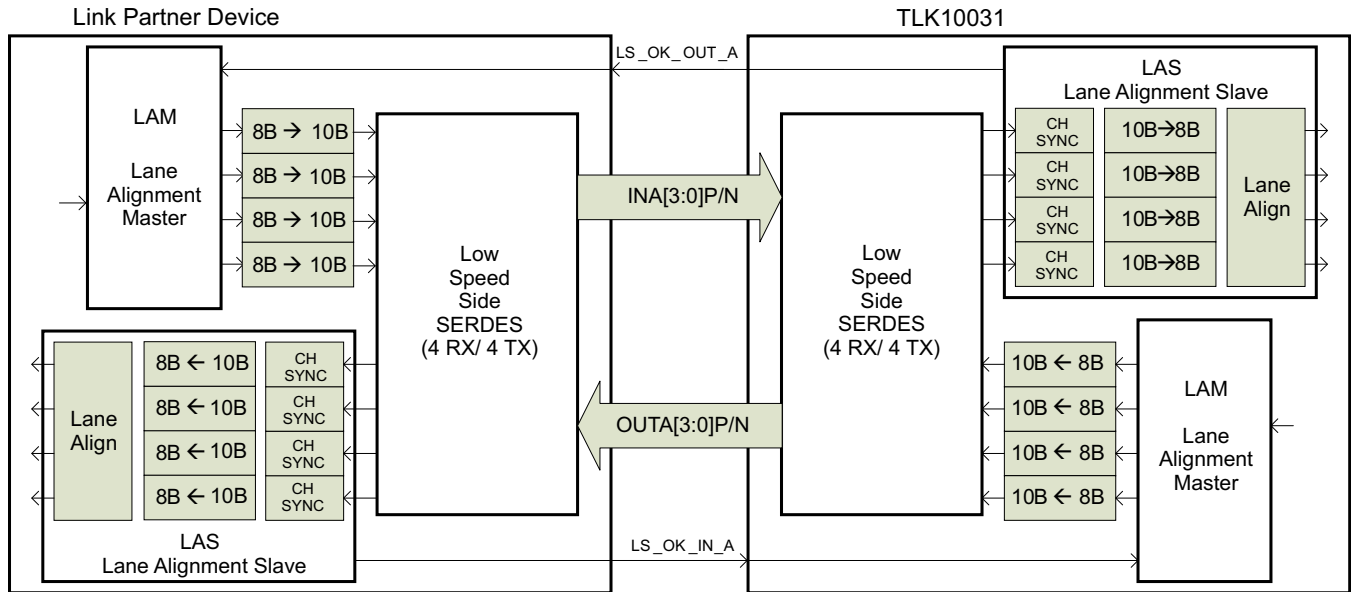 Link Partner Device
TLK10031
LS_OK_OUT_A
LAM
Lane
Alignment
Master
8B → 10B
8B → 10B
8B → 10B
8B → 10B
Low
Speed
Side
SERDES
(4 RX/ 4 TX)
INA[3:0]P/N
Low
Speed
Side
SERDES
(4 RX/ 4 TX)
LAS
Lane Alignment Slave
CH
SYNC
10B→8B
CH
SYNC
10B→8B
CH
SYNC
10B→8B
CH
SYNC
10B→8B
Lane
Align
Lane
Align
8B ← 10B
CH
SYNC
8B ← 10B
CH
SYNC
8B ← 10B
CH
SYNC
8B ← 10B
CH
SYNC
LAS
Lane Alignment Slave
OUTA[3:0]P/N
10B ← 8B
10B ← 8B
10B ← 8B
10B ← 8B
LAM
Lane
Alignment
Master
LS_OK_IN_A